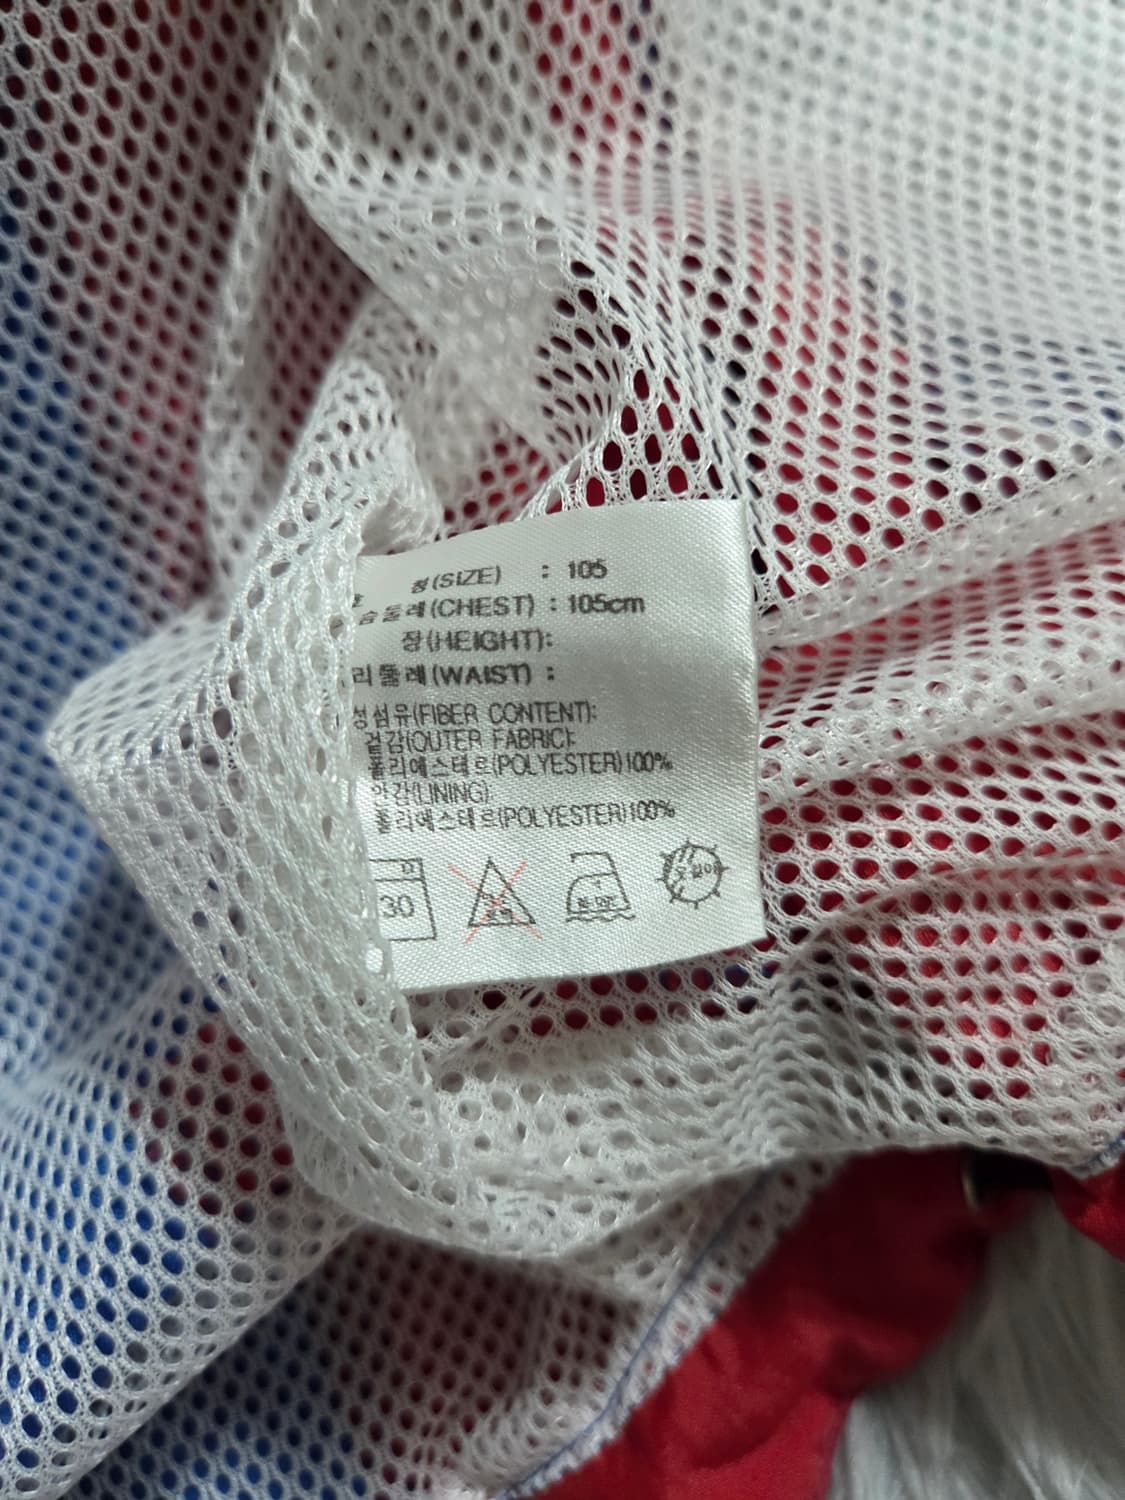 형(SIZE) : 105
슴둘레(CHEST) : 105cm
장(HEIGHT):
리둘레(WAIST) :
성섬유(FIBER CONTENT):
겉감(OUTER FABRIC):
폴리에스테르(POLYESTER)100%
안감(LINING):
폴리에스테르(POLYESTER)100%
30